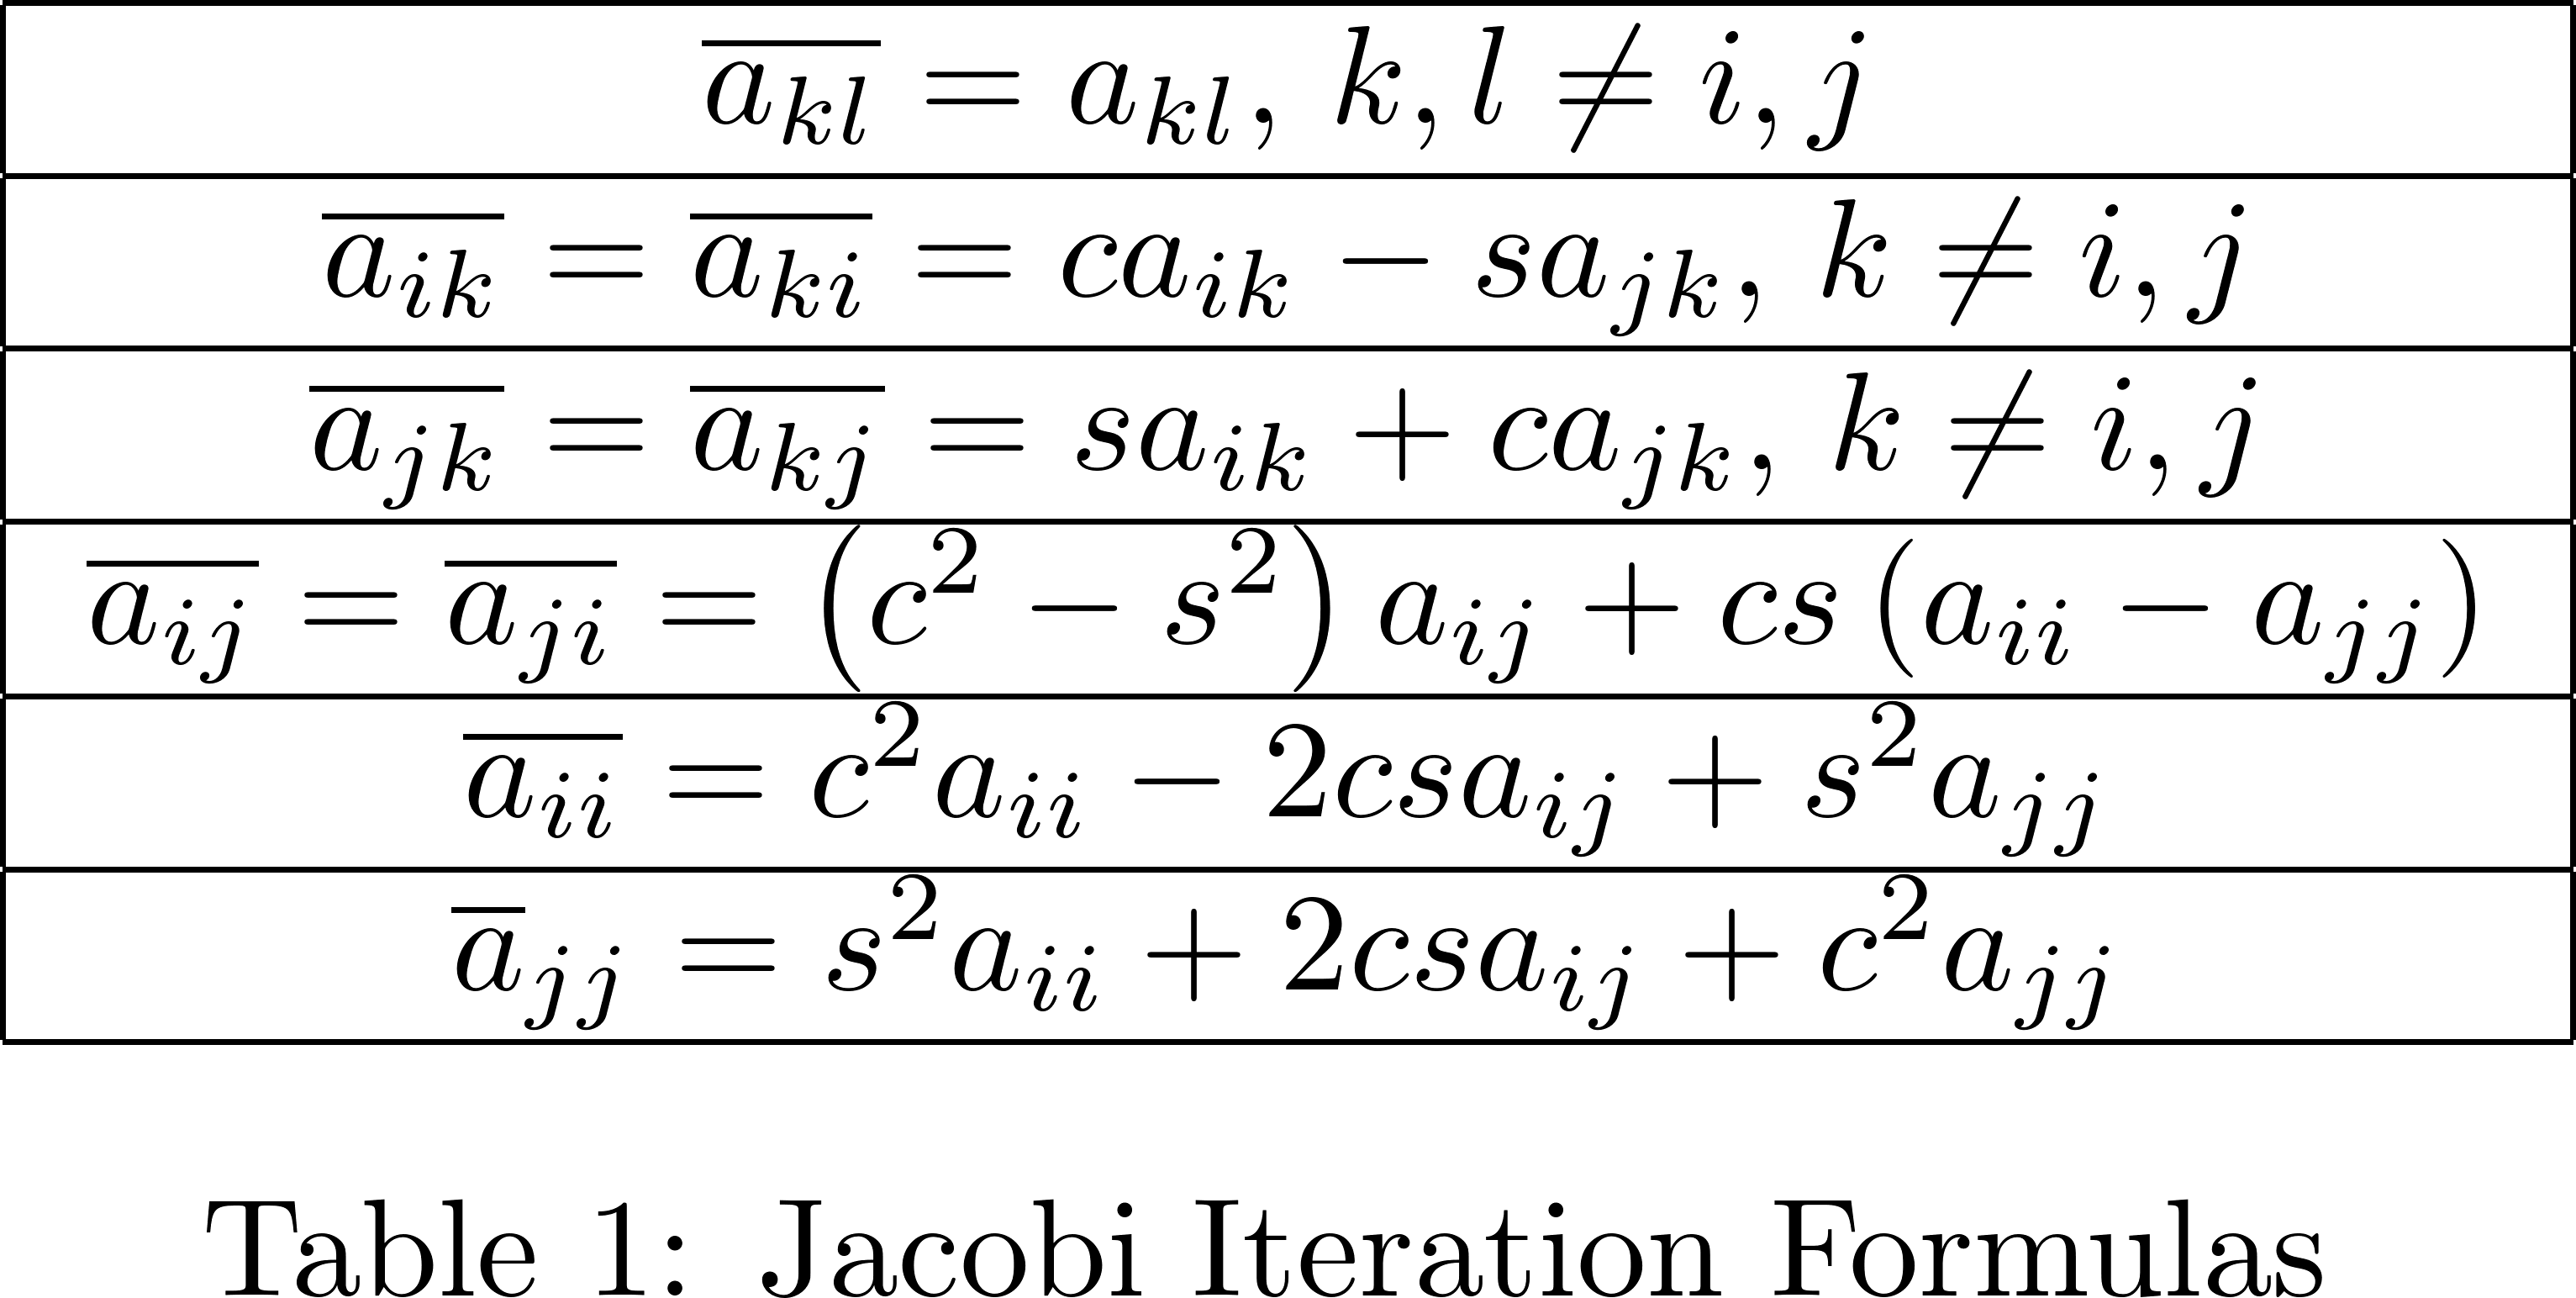 $\overline{a_{kl}} = a_{kl},\ k, l \neq i, j$
$\overline{a_{ik}} = \overline{a_{ki}} = ca_{ik} - sa_{jk},\ k \neq i, j$
$\overline{a_{jk}} = \overline{a_{kj}} = sa_{ik} + ca_{jk},\ k \neq i, j$
$\overline{a_{ij}} = \overline{a_{ji}} = \left(c^2 - s^2\right) a_{ij} + cs\left(a_{ii} - a_{jj}\right)$
$\overline{a_{ii}} = c^2 a_{ii} - 2csa_{ij} + s^2 a_{jj}$
$\overline{a}_{jj} = s^2 a_{ii} + 2csa_{ij} + c^2 a_{jj}$
Table 1: Jacobi Iteration Formulas